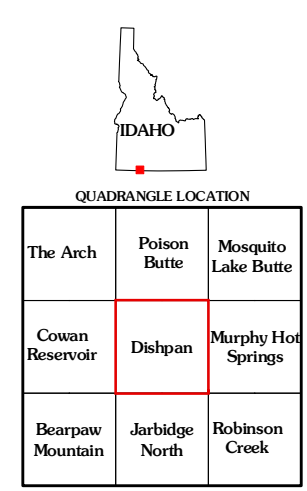 IDAHO
QUADRANGLE LOCATION
The Arch
Poison
Butte
Mosquito
Lake Butte
Cowan
Reservoir
Dishpan
Murphy Hot
Springs
Bearpaw
Mountain
Jarbidge
North
Robinson
Creek